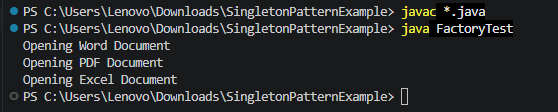 PS C:\Users\Lenovo\Downloads\SingletonPatternExample> javac *.java
PS C:\Users\Lenovo\Downloads\SingletonPatternExample> java FactoryTest
Opening Word Document
Opening PDF Document
Opening Excel Document
PS C:\Users\Lenovo\Downloads\SingletonPatternExample>